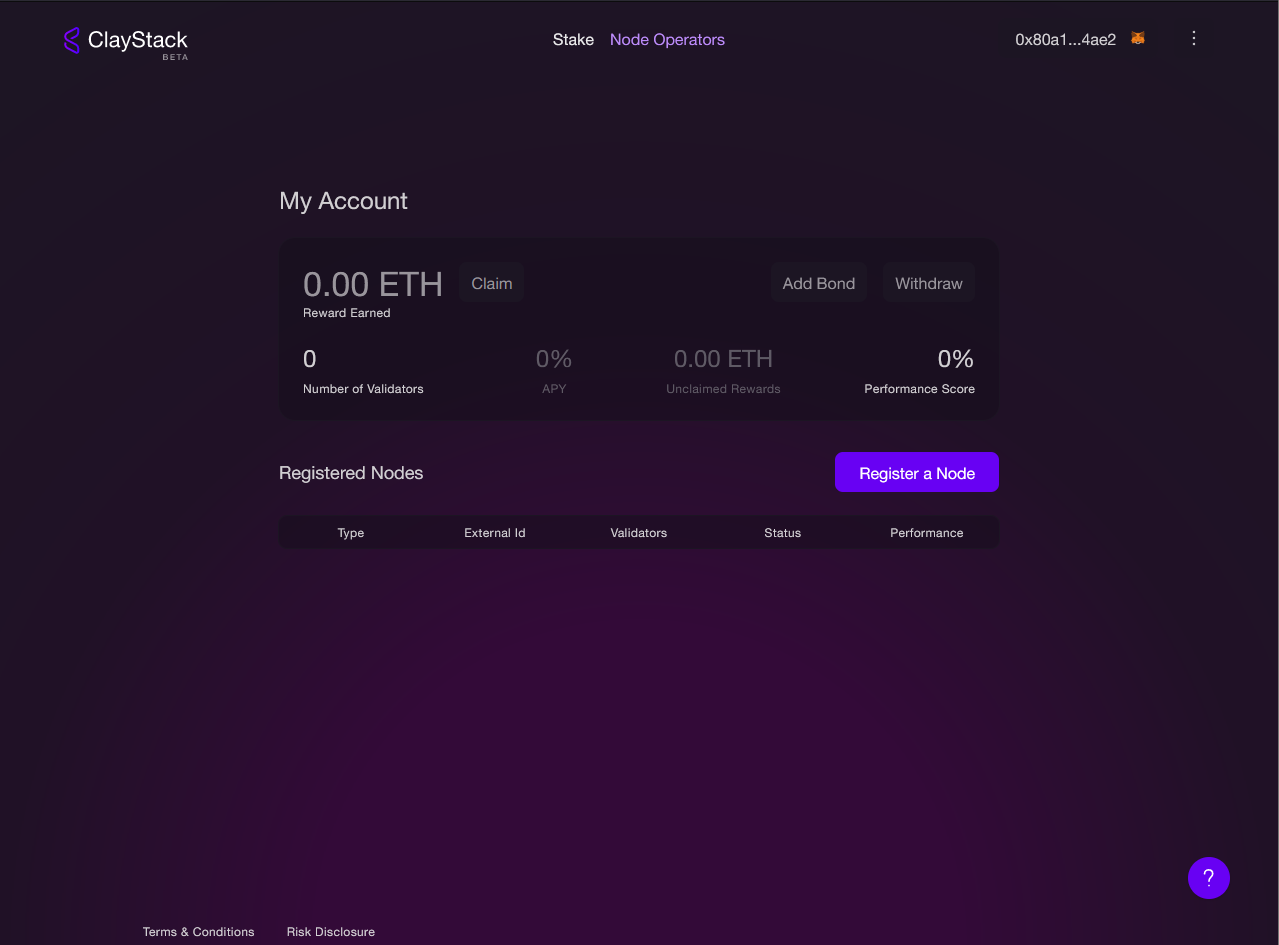 ClayStack
BETA
Stake Node Operators
0x80a1...4ae2
My Account
0.00 ETH Claim Add Bond Withdraw
Reward Earned
0 0% 0.00 ETH 0%
Number of Validators APY Unclaimed Rewards Performance Score
Registered Nodes Register a Node
Type External Id Validators Status Performance
?
Terms & Conditions Risk Disclosure